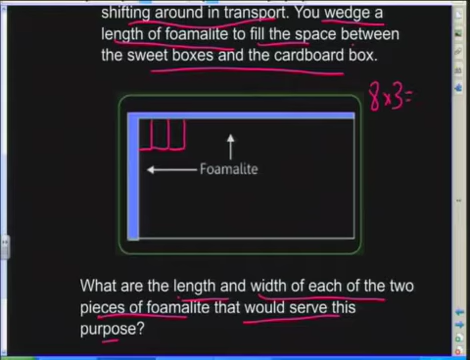 shifting around in transport. You wedge a
length of foamalite to fill the space between
the sweet boxes and the cardboard box.
8×3=
Foamalite
What are the length and width of each of the two
pieces of foamalite that would serve this
purpose?